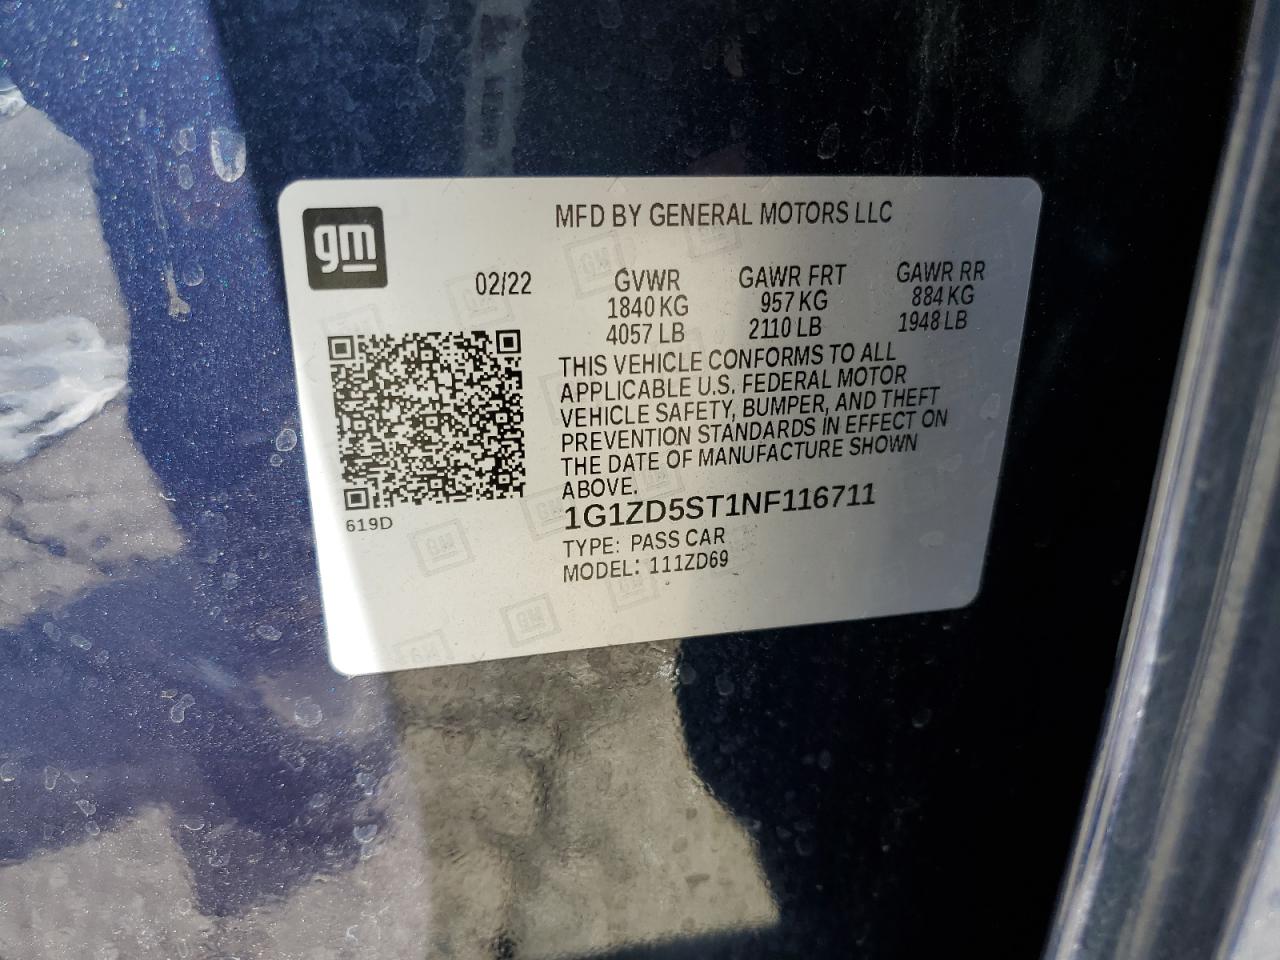 gm
MFD BY GENERAL MOTORS LLC
02/22
GVWR GAWR FRT GAWR RR
1840 KG 957 KG 884 KG
4057 LB 2110 LB 1948 LB
THIS VEHICLE CONFORMS TO ALL
APPLICABLE U.S. FEDERAL MOTOR
VEHICLE SAFETY, BUMPER, AND THEFT
PREVENTION STANDARDS IN EFFECT ON
THE DATE OF MANUFACTURE SHOWN
ABOVE.
619D
1G1ZD5ST1NF116711
TYPE: PASS CAR
MODEL: 111ZD69